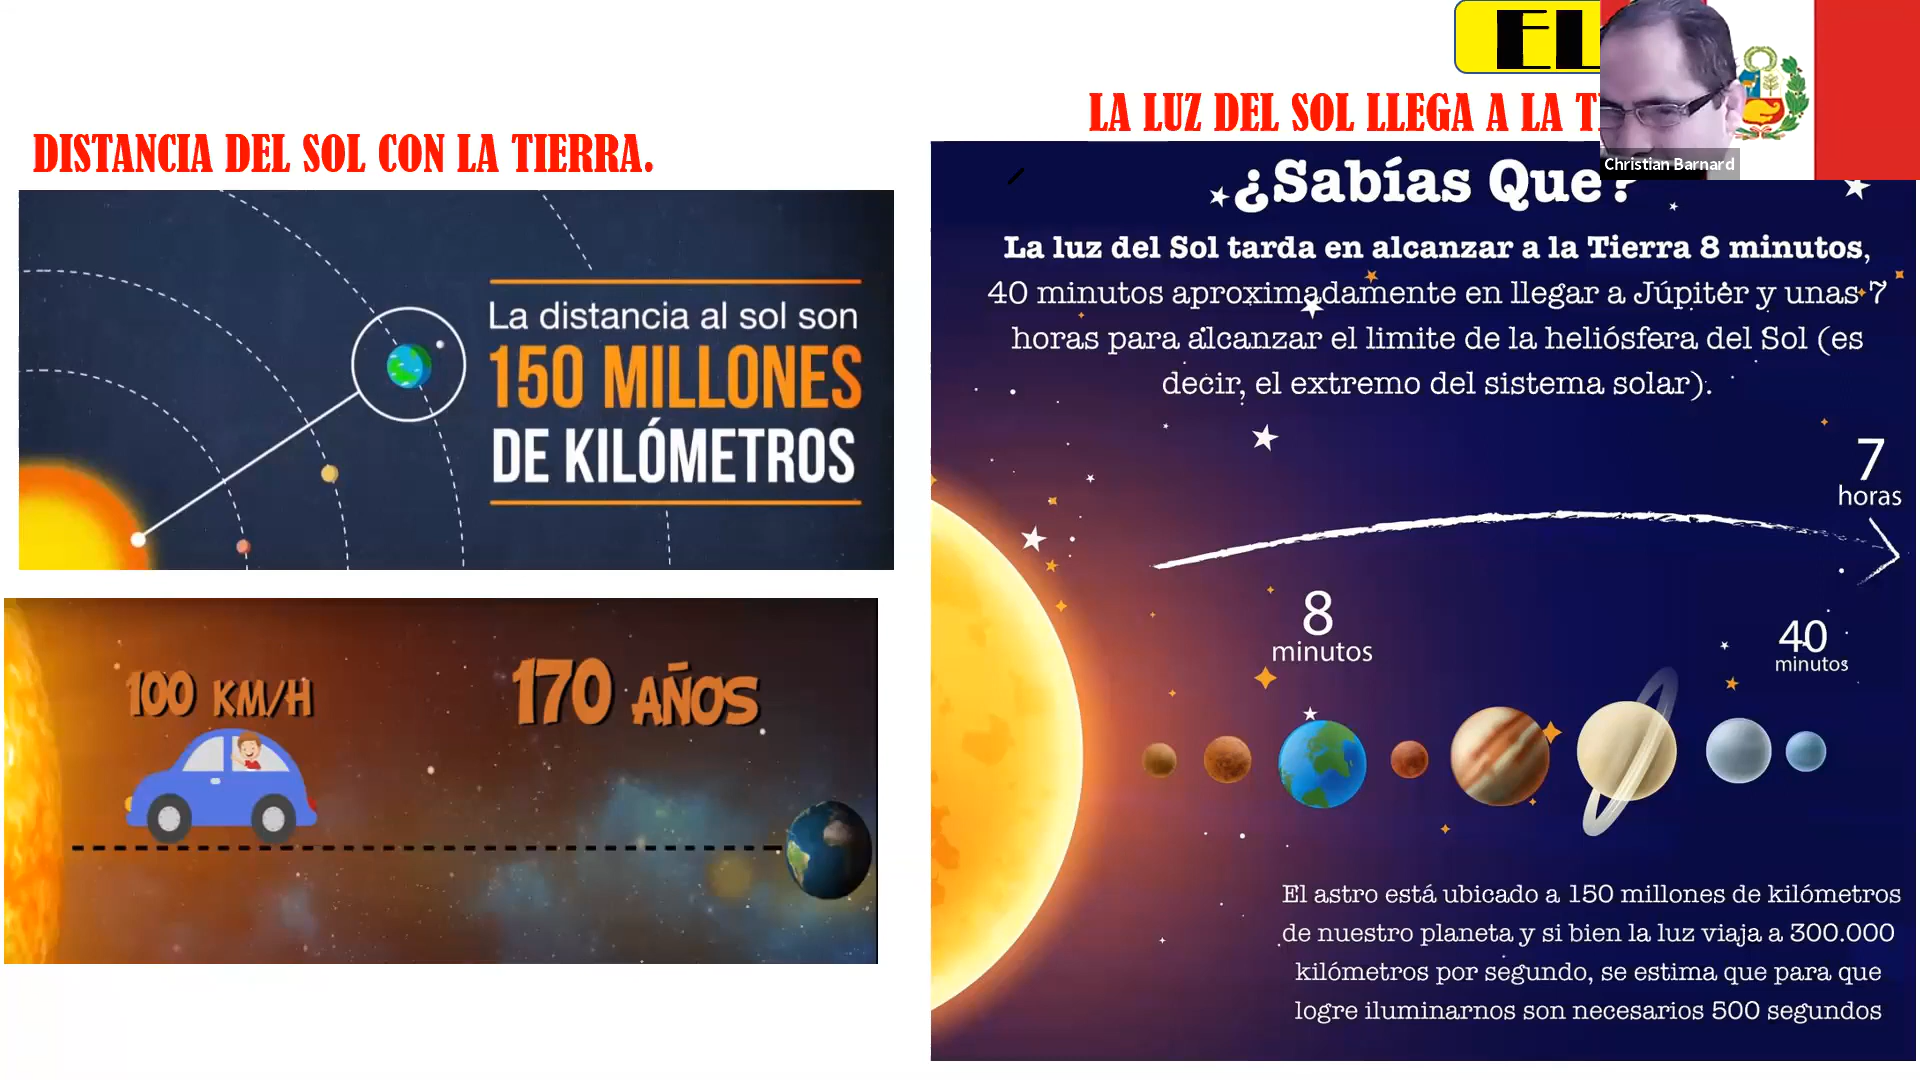 EL
LA LUZ DEL SOL LLEGA A LA
Christian Barnard
DISTANCIA DEL SOL CON LA TIERRA.
La distancia al sol son
150 MILLONES
DE KILÓMETROS
100 KM/H
170 AÑOS
¿Sabías Que?
La luz del Sol tarda en alcanzar a la Tierra 8 minutos,
40 minutos aproximadamente en llegar a Júpiter y unas 7
horas para alcanzar el limite de la heliósfera del Sol (es
decir, el extremo del sistema solar).
7
horas
8
minutos
40
minutos
El astro está ubicado a 150 millones de kilómetros
de nuestro planeta y si bien la luz viaja a 300.000
kilómetros por segundo, se estima que para que
logre iluminarnos son necesarios 500 segundos